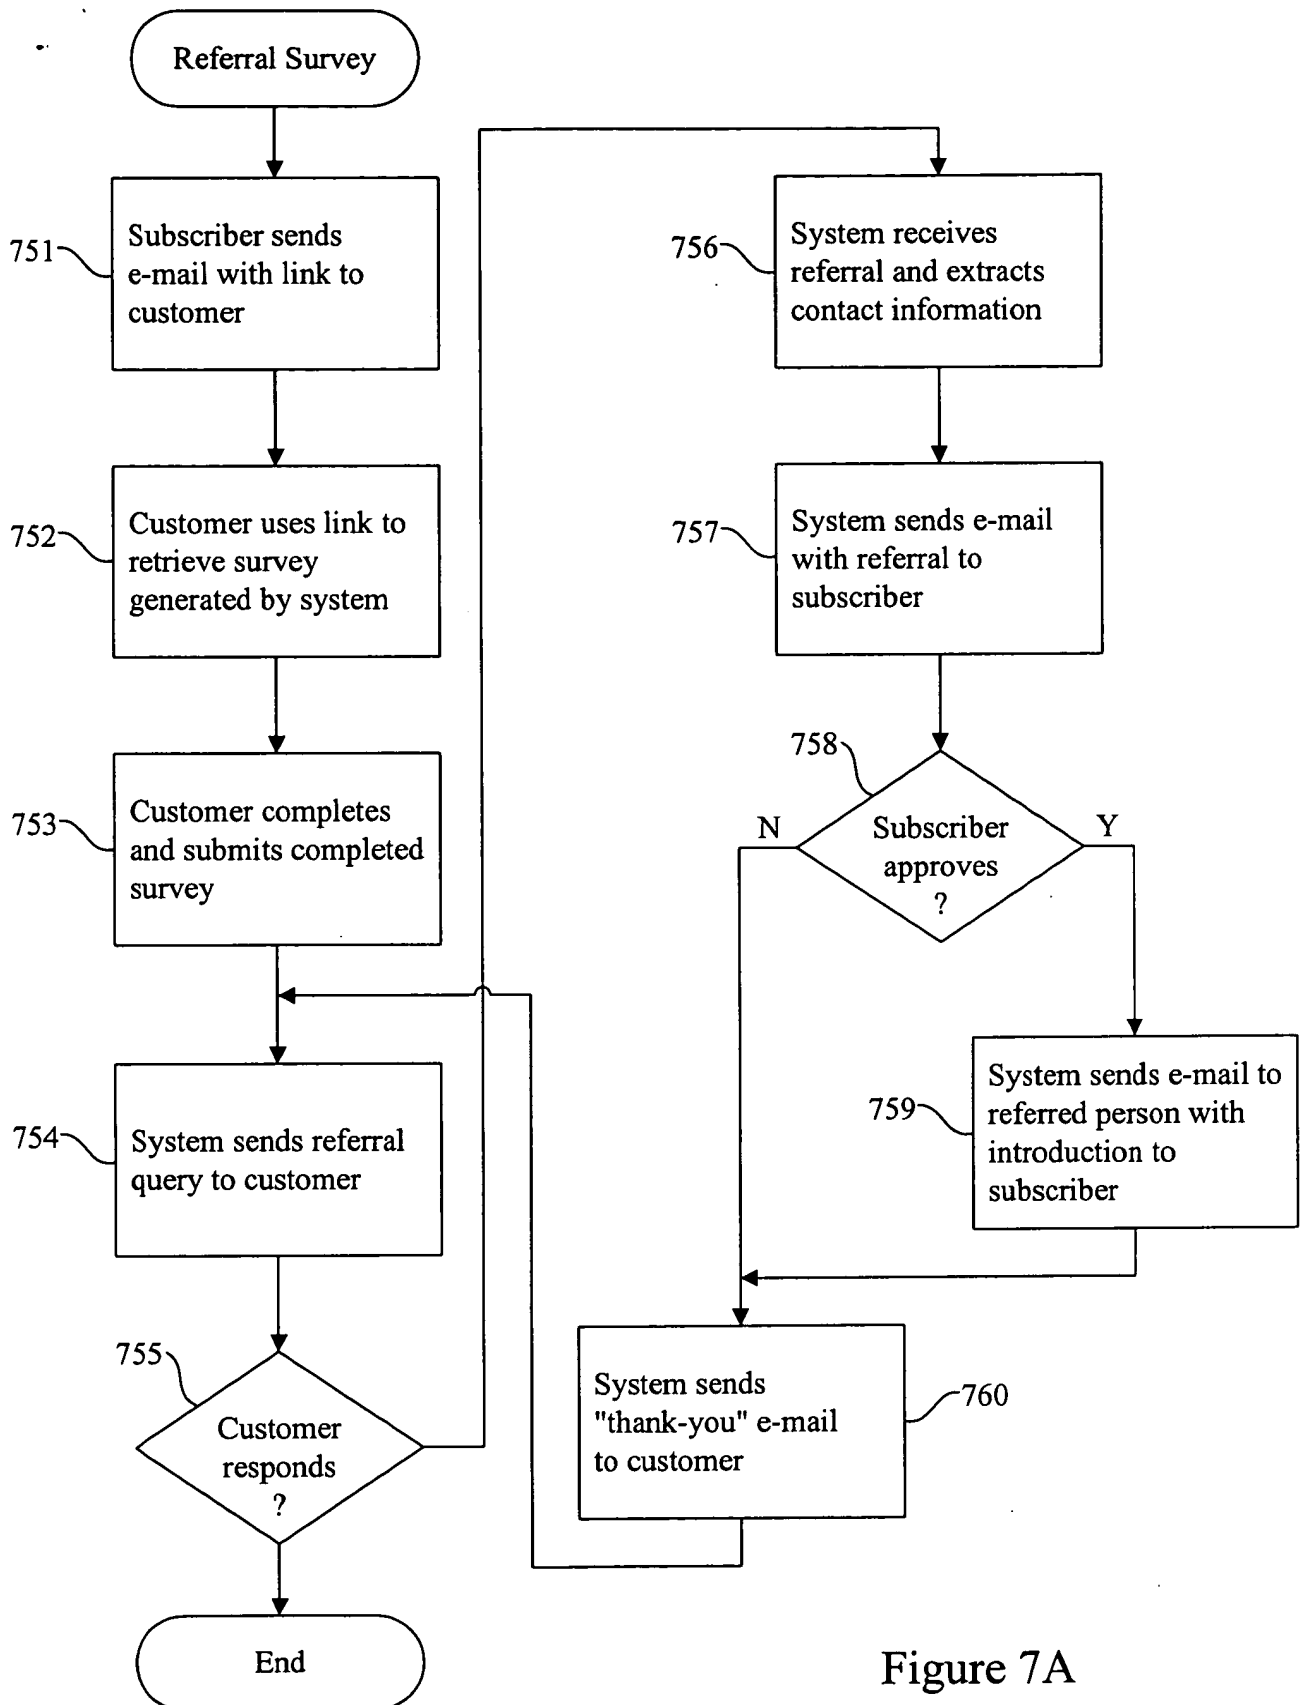 Referral Survey
751
Subscriber sends
e-mail with link to
customer
752
Customer uses link to
retrieve survey
generated by system
753
Customer completes
and submits completed
survey
754
System sends referral
query to customer
755
Customer
responds
?
End
756
System receives
referral and extracts
contact information
757
System sends e-mail
with referral to
subscriber
758
N
Y
Subscriber
approves
?
759
System sends e-mail to
referred person with
introduction to
subscriber
760
System sends
"thank-you" e-mail
to customer
Figure 7A